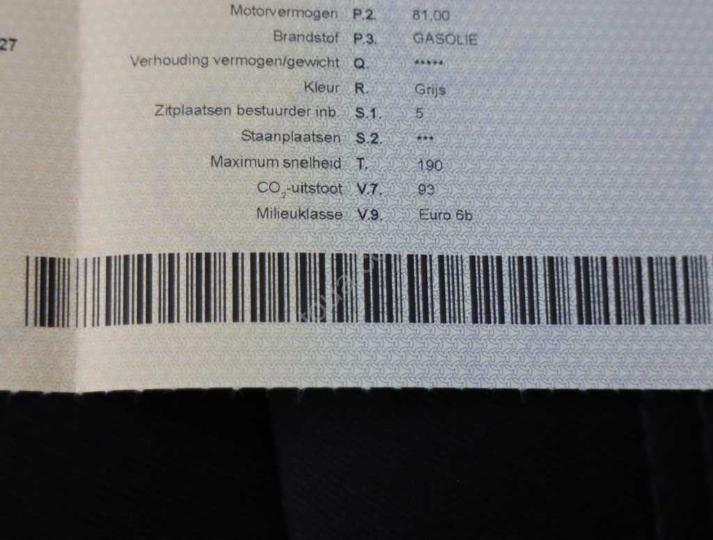 Motorvermogen P.2. 81,00
27
Brandstof P.3. GASOLIE
Verhouding vermogen/gewicht Q. *****
Kleur R. Grijs
Zitplaatsen bestuurder inb. S.1. 5
Staanplaatsen S.2. ***
Maximum snelheid T. 190
CO₂-uitstoot V.7. 93
Milieuklasse V.9. Euro 6b